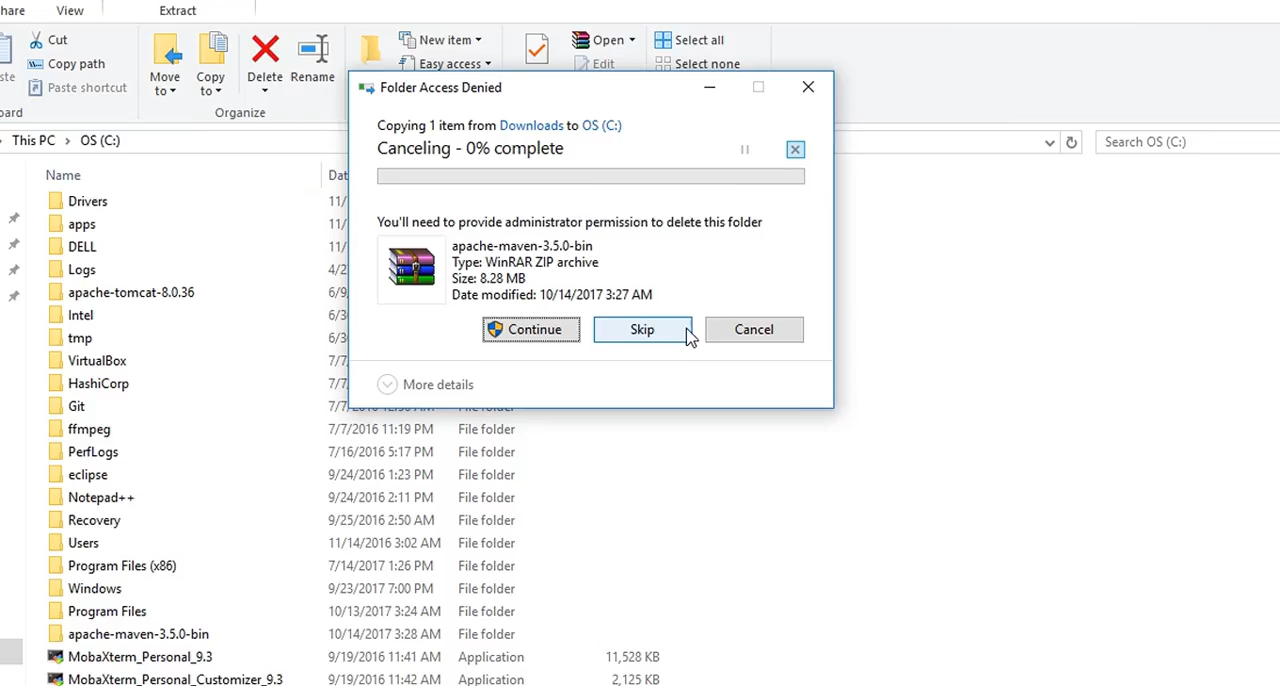 hare View Extract
Cut
Copy path
ste
Paste shortcut
oard
Move to
Copy to
Delete
Rename
Organize
New item
Easy access
Open
Edit
Select all
Select none
This PC > OS (C:)
Search OS (C:)
Folder Access Denied
Copying 1 item from Downloads to OS (C:)
Canceling - 0% complete
You'll need to provide administrator permission to delete this folder
apache-maven-3.5.0-bin
Type: WinRAR ZIP archive
Size: 8.28 MB
Date modified: 10/14/2017 3:27 AM
Continue Skip Cancel
More details
Name Dat
Drivers 11/
apps 11/
DELL 11/
Logs 4/2
apache-tomcat-8.0.36 6/9
Intel 6/3
tmp 6/3
VirtualBox 7/7
HashiCorp 7/7
Git 7/7/2016 12:30 AM File folder
ffmpeg 7/7/2016 11:19 PM File folder
PerfLogs 7/16/2016 5:17 PM File folder
eclipse 9/24/2016 1:23 PM File folder
Notepad++ 9/24/2016 2:11 PM File folder
Recovery 9/25/2016 2:50 AM File folder
Users 11/14/2016 3:02 AM File folder
Program Files (x86) 7/14/2017 1:26 PM File folder
Windows 9/23/2017 7:00 PM File folder
Program Files 10/13/2017 3:24 AM File folder
apache-maven-3.5.0-bin 10/14/2017 3:28 AM File folder
MobaXterm_Personal_9.3 9/19/2016 11:41 AM Application 11,528 KB
MobaXterm_Personal_Customizer_9.3 9/19/2016 11:42 AM Application 2,125 KB